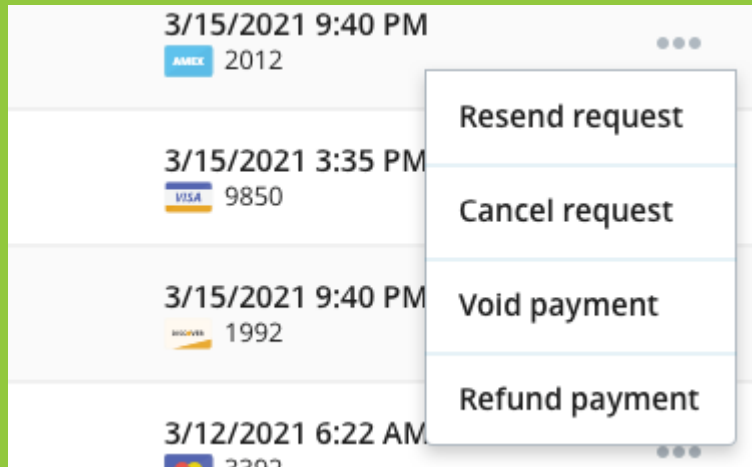 3/15/2021 9:40 PM
AMEX 2012
Resend request
3/15/2021 3:35 PM
VISA 9850
Cancel request
3/15/2021 9:40 PM
Void payment
DISCOVER 1992
Refund payment
3/12/2021 6:22 AM
3392